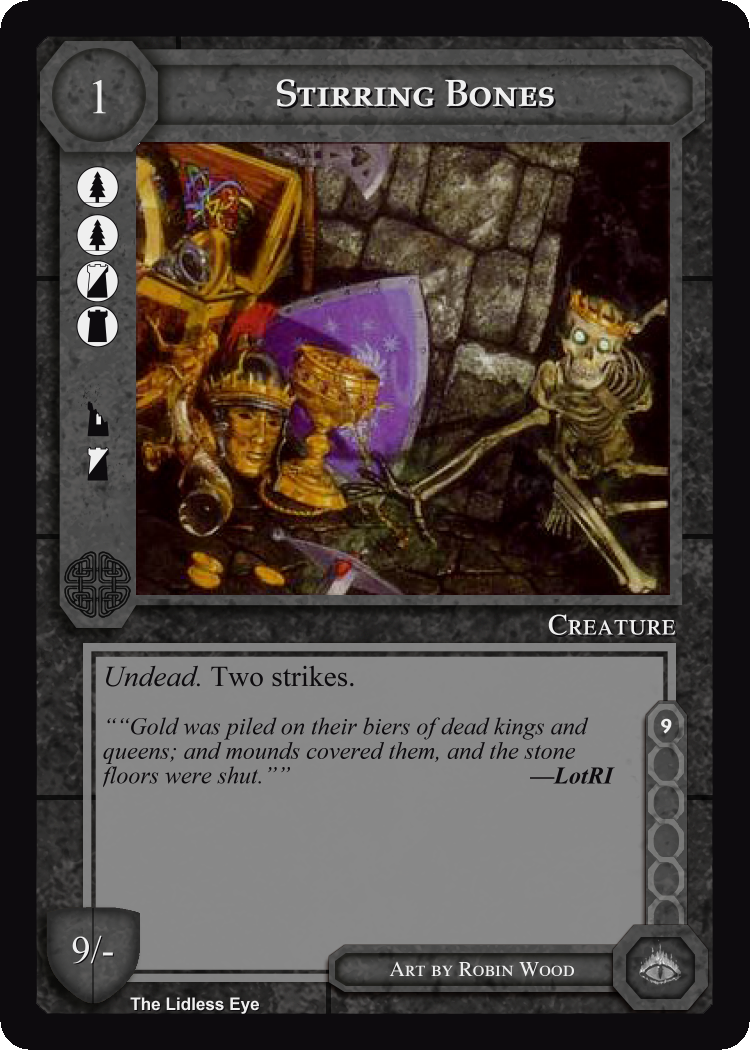 1
Stirring Bones
Creature
Undead. Two strikes.
““Gold was piled on their biers of dead kings and
queens; and mounds covered them, and the stone
floors were shut.””
—LotRI
9
9/-
Art by Robin Wood
The Lidless Eye